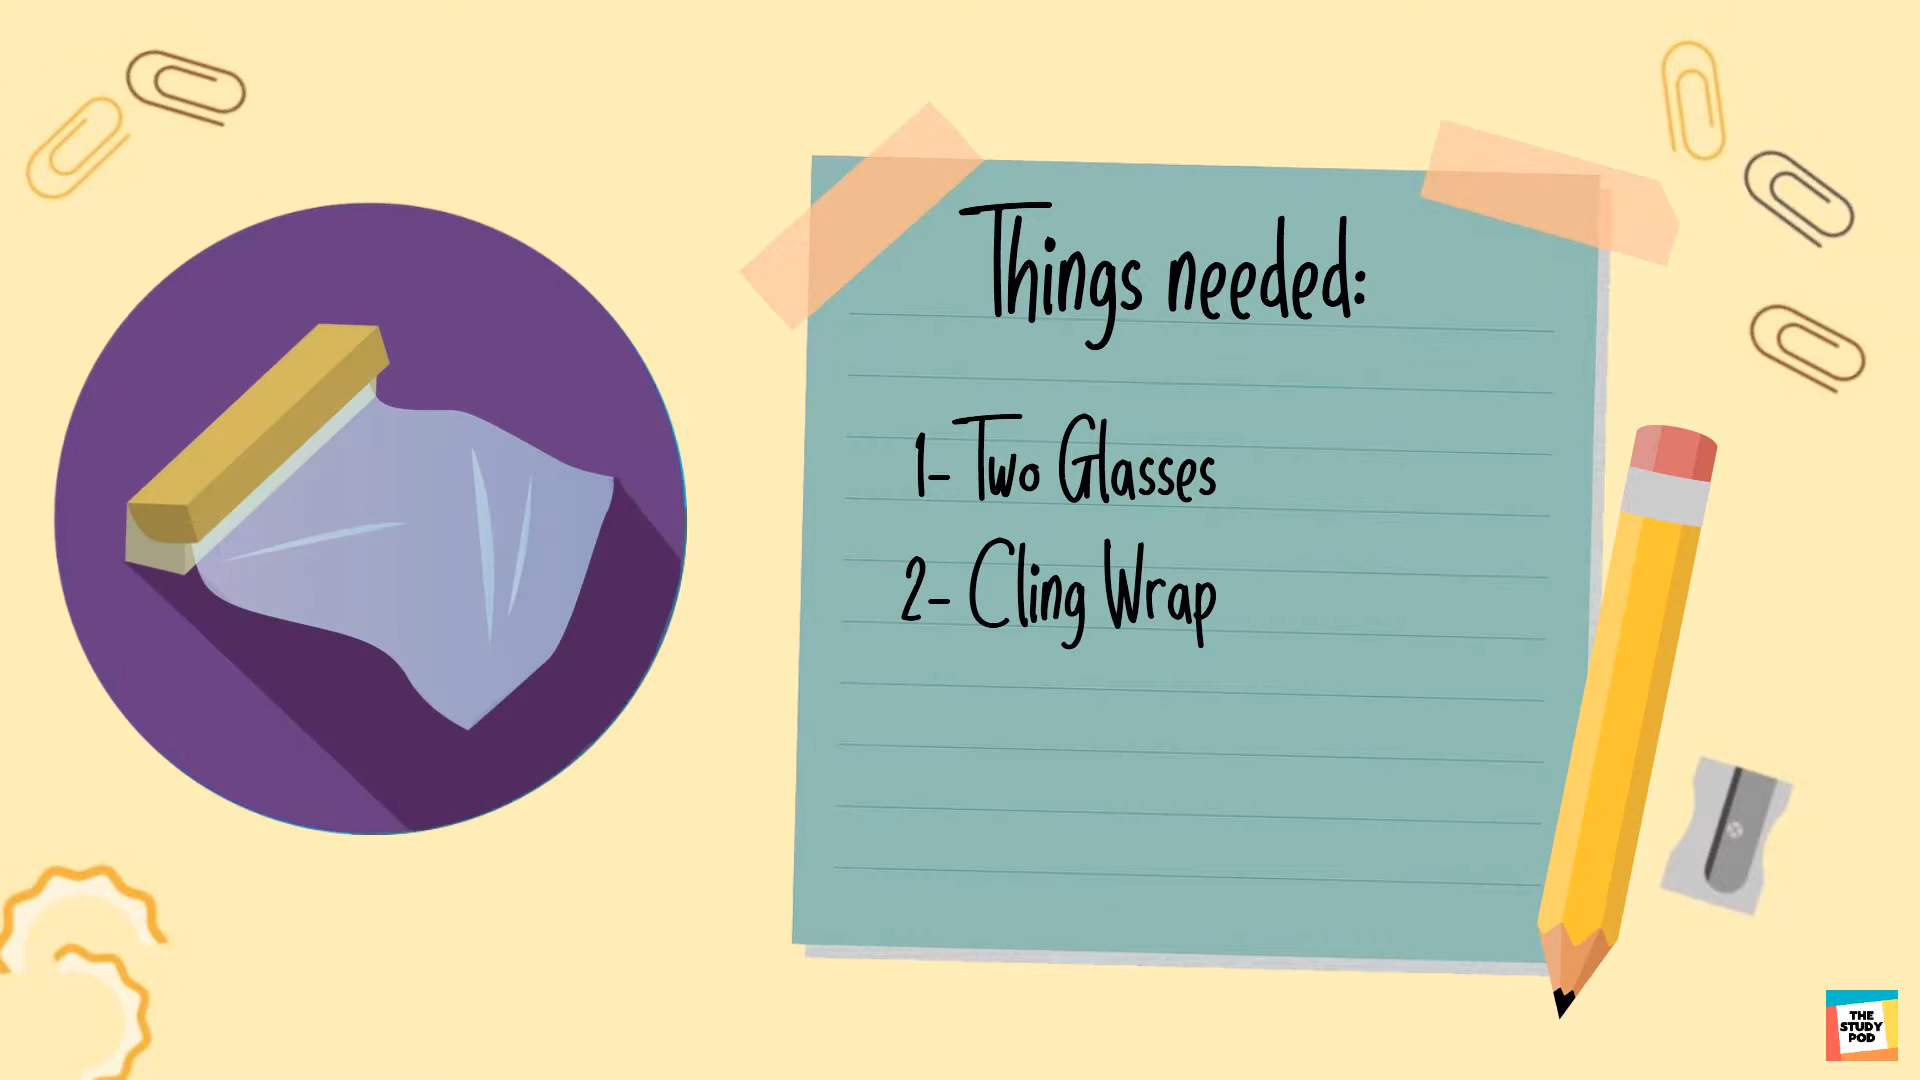 Things needed:
1- Two Glasses
2- Cling Wrap
THE
STUDY
POD